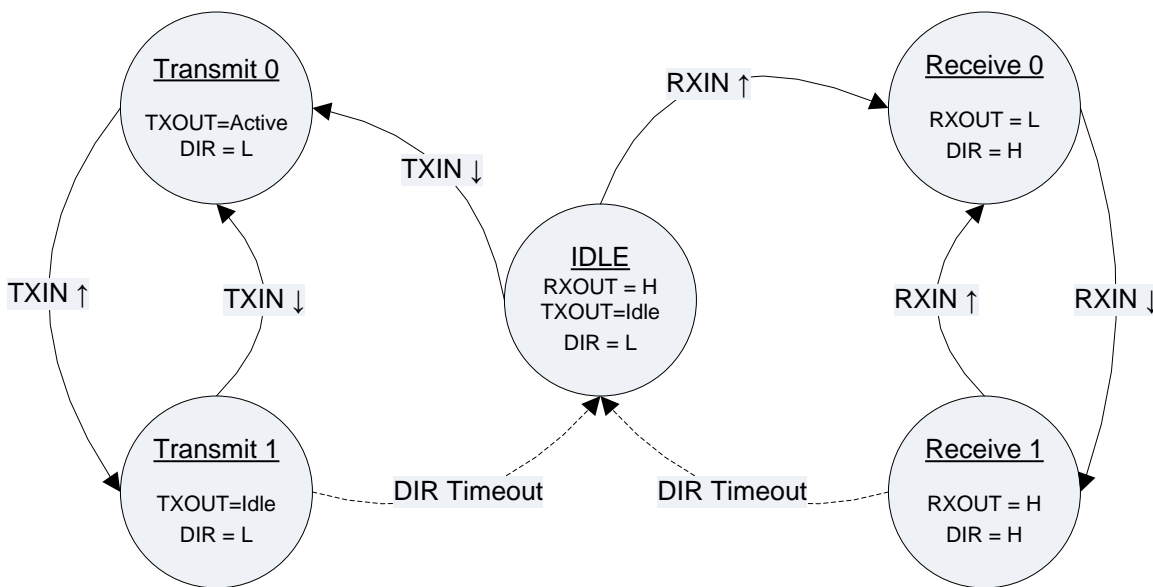 Transmit 0
TXOUT=Active
DIR = L
Receive 0
RXOUT = L
DIR = H
RXIN ↑
TXIN ↓
IDLE
RXOUT = H
TXOUT=Idle
DIR = L
TXIN ↑
TXIN ↓
RXIN ↑
RXIN ↓
Transmit 1
TXOUT=Idle
DIR = L
DIR Timeout
DIR Timeout
Receive 1
RXOUT = H
DIR = H